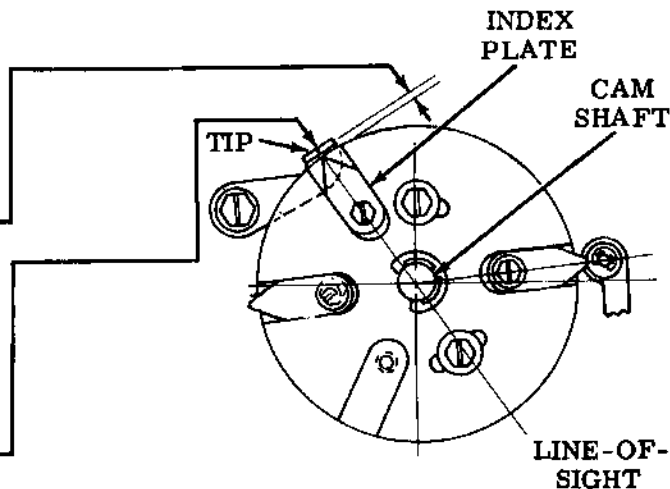 INDEX
PLATE
CAM
SHAFT
TIP
LINE-OF-
SIGHT